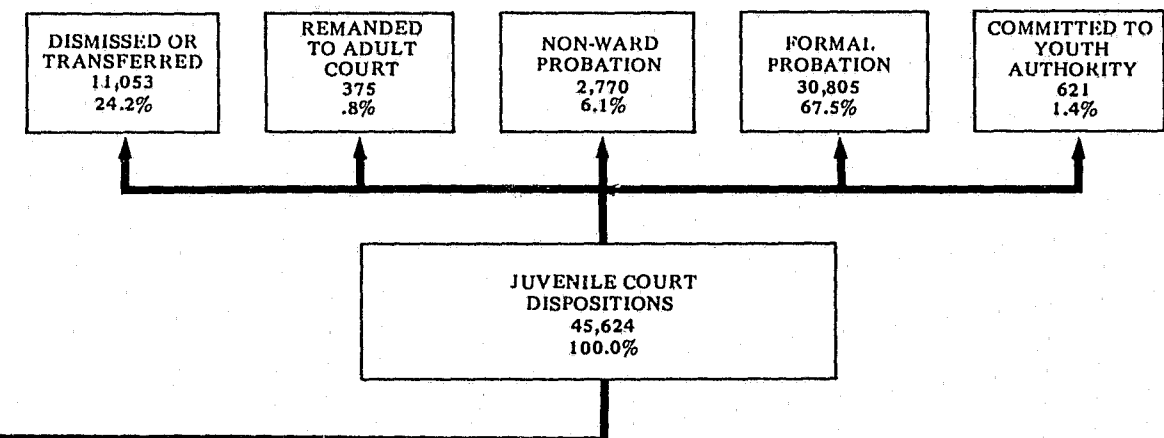 DISMISSED OR
TRANSFERRED
11,053
24.2%
REMANDED
TO ADULT
COURT
375
.8%
NON-WARD
PROBATION
2,770
6.1%
FORMAL
PROBATION
30,805
67.5%
COMMITTED TO
YOUTH
AUTHORITY
621
1.4%
JUVENILE COURT
DISPOSITIONS
45,624
100.0%